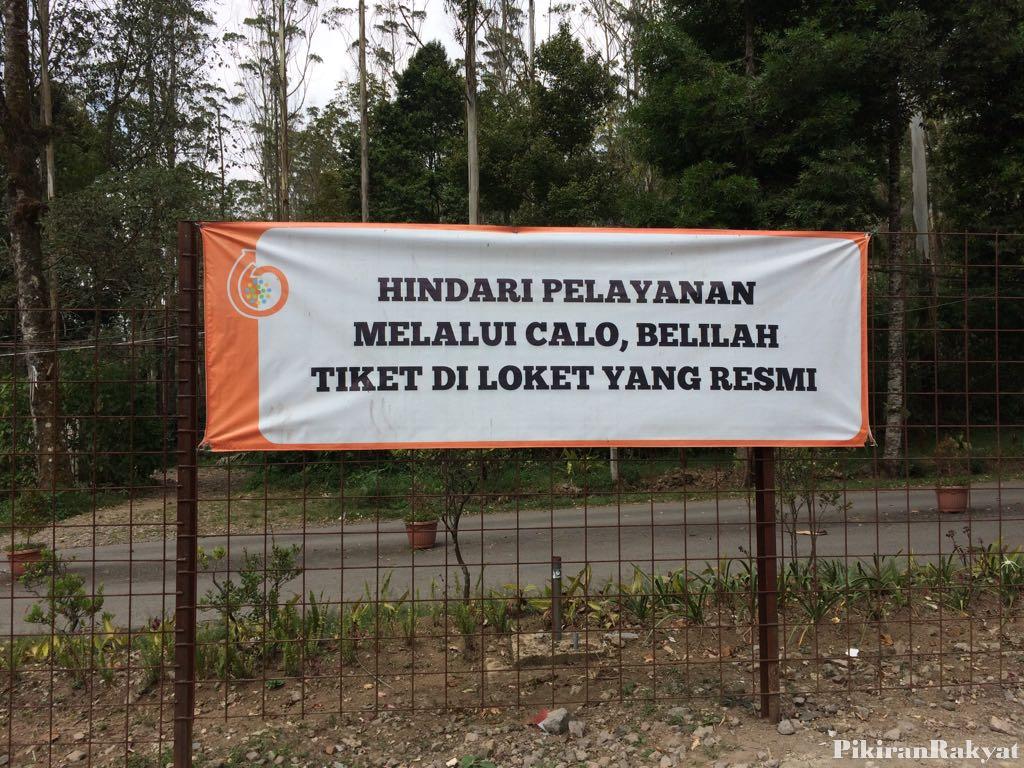 HINDARI PELAYANAN
MELALUI CALO, BELILAH
TIKET DI LOKET YANG RESMI
PikiranRakyat